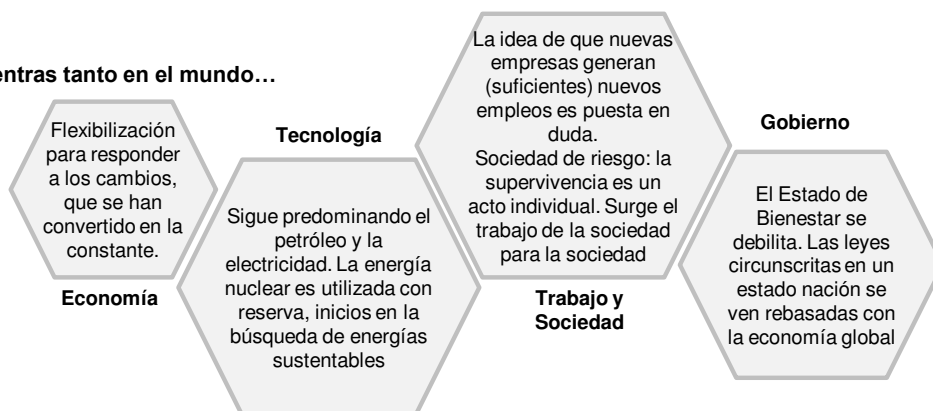 entras tanto en el mundo…
Flexibilización
para responder
a los cambios,
que se han
convertido en la
constante.
Economía
Tecnología
Sigue predominando el
petróleo y la
electricidad. La energía
nuclear es utilizada con
reserva, inicios en la
búsqueda de energías
sustentables
La idea de que nuevas
empresas generan
(suficientes) nuevos
empleos es puesta en
duda.
Sociedad de riesgo: la
supervivencia es un
acto individual. Surge el
trabajo de la sociedad
para la sociedad
Trabajo y
Sociedad
Gobierno
El Estado de
Bienestar se
debilita. Las leyes
circunscritas en un
estado nación se
ven rebasadas con
la economía global